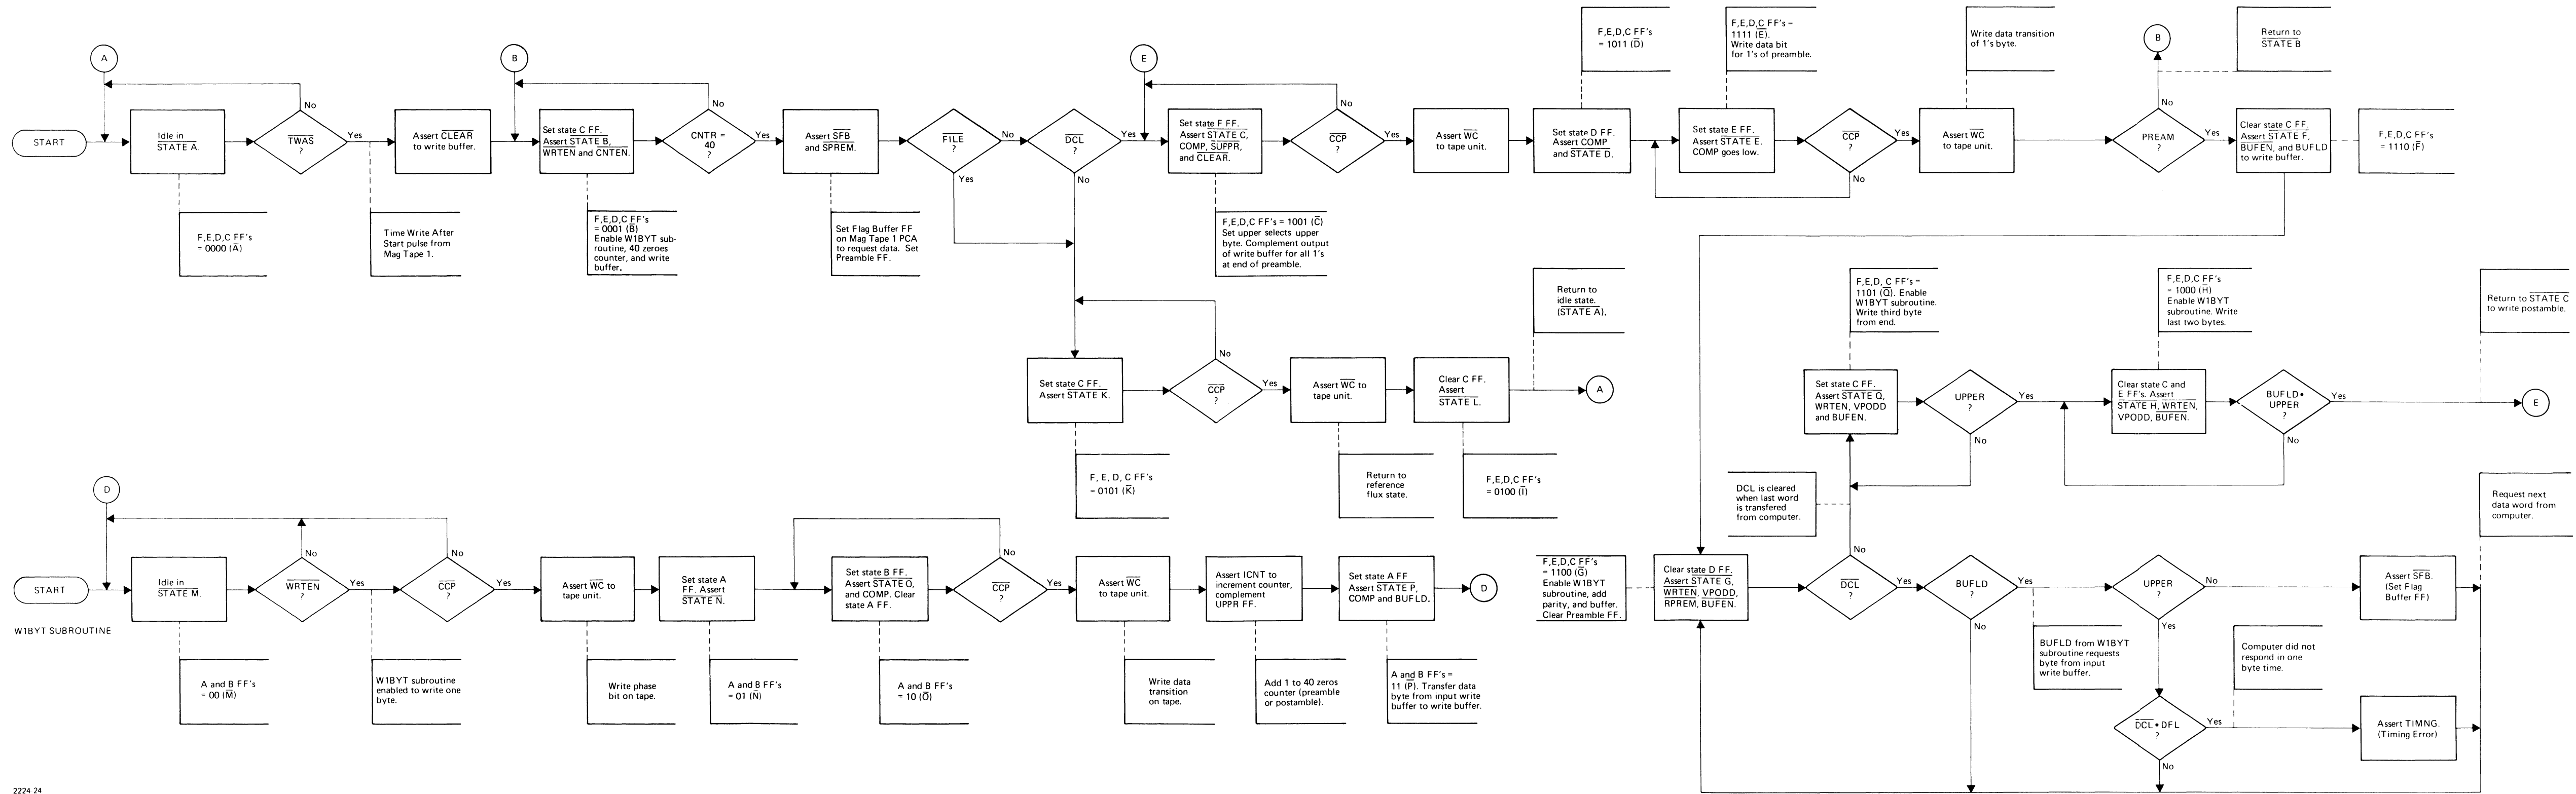 A
START
Idle in
STATE A.
TWAS
?
No
Yes
F,E,D,C FF's
= 0000 (A)
Time Write After
Start pulse from
Mag Tape 1.
Assert CLEAR
to write buffer.
B
Set state C FF.
Assert STATE B,
WRTEN and CNTEN.
F,E,D,C FF's
= 0001 (B)
Enable W1BYT sub-
routine, 40 zeroes
counter, and write
buffer.
CNTR =
40
?
No
Yes
Assert SFB
and SPREM.
Set Flag Buffer FF
on Mag Tape 1 PCA
to request data. Set
Preamble FF.
FILE
?
No
Yes
DCL
?
Yes
No
E
Set state F FF.
Assert STATE C,
COMP, SUPPR,
and CLEAR.
F,E,D,C FF's = 1001 (C)
Set upper selects upper
byte. Complement output
of write buffer for all 1's
at end of preamble.
CCP
?
No
Yes
Assert WC
to tape unit.
F,E,D,C FF's
= 1011 (D)
Set state D FF.
Assert COMP
and STATE D.
F,E,D,C FF's =
1111 (E).
Write data bit
for 1's of preamble.
Set state E FF.
Assert STATE E.
COMP goes low.
CCP
?
Yes
No
Write data transition
of 1's byte.
Assert WC
to tape unit.
B
Return to
STATE B
No
PREAM
?
Yes
Clear state C FF.
Assert STATE F,
BUFEN, and BUFLD
to write buffer.
F,E,D,C FF's
= 1110 (F)
Set state C FF.
Assert STATE K.
F, E, D, C FF's
= 0101 (K)
CCP
?
No
Yes
Assert WC to
tape unit.
Return to
reference
flux state.
Clear C FF.
Assert
STATE L.
F,E,D,C FF's
= 0100 (I)
Return to
idle state.
(STATE A).
A
F,E,D, C FF's =
1101 (Q). Enable
W1BYT subroutine.
Write third byte
from end.
Set state C FF.
Assert STATE Q,
WRTEN, VPODD
and BUFEN.
UPPER
?
Yes
No
F,E,D,C FF's
= 1000 (H)
Enable W1BYT
subroutine. Write
last two bytes.
Clear state C and
E FF's. Assert
STATE H, WRTEN,
VPODD, BUFEN.
BUFLD•
UPPER
?
Yes
No
Return to STATE C
to write postamble.
E
D
START
W1BYT SUBROUTINE
Idle in
STATE M.
A and B FF's
= 00 (M)
WRTEN
?
No
Yes
W1BYT subroutine
enabled to write one
byte.
CCP
?
No
Yes
Assert WC to
tape unit.
Write phase
bit on tape.
Set state A
FF. Assert
STATE N.
A and B FF's
= 01 (N)
Set state B FF.
Assert STATE O,
and COMP. Clear
state A FF.
A and B FF's
= 10 (O)
CCP
?
No
Yes
Assert WC
to tape unit.
Write data
transition
on tape.
Assert ICNT to
increment counter,
complement
UPPR FF.
Add 1 to 40 zeros
counter (preamble
or postamble).
Set state A FF
Assert STATE P,
COMP and BUFLD.
A and B FF's =
11 (P). Transfer data
byte from input write
buffer to write buffer.
D
F,E,D,C FF's
= 1100 (G)
Enable W1BYT
subroutine, add
parity, and buffer.
Clear Preamble FF.
Clear state D FF.
Assert STATE G,
WRTEN, VPODD,
RPREM, BUFEN.
DCL is cleared
when last word
is transfered
from computer.
No
DCL
?
Yes
BUFLD
?
Yes
No
BUFLD from W1BYT
subroutine requests
byte from input
write buffer.
UPPER
?
No
Yes
Assert SFB.
(Set Flag
Buffer FF)
Request next
data word from
computer.
Computer did not
respond in one
byte time.
DCL • DFL
?
Yes
No
Assert TIMNG.
(Timing Error)
2224 24